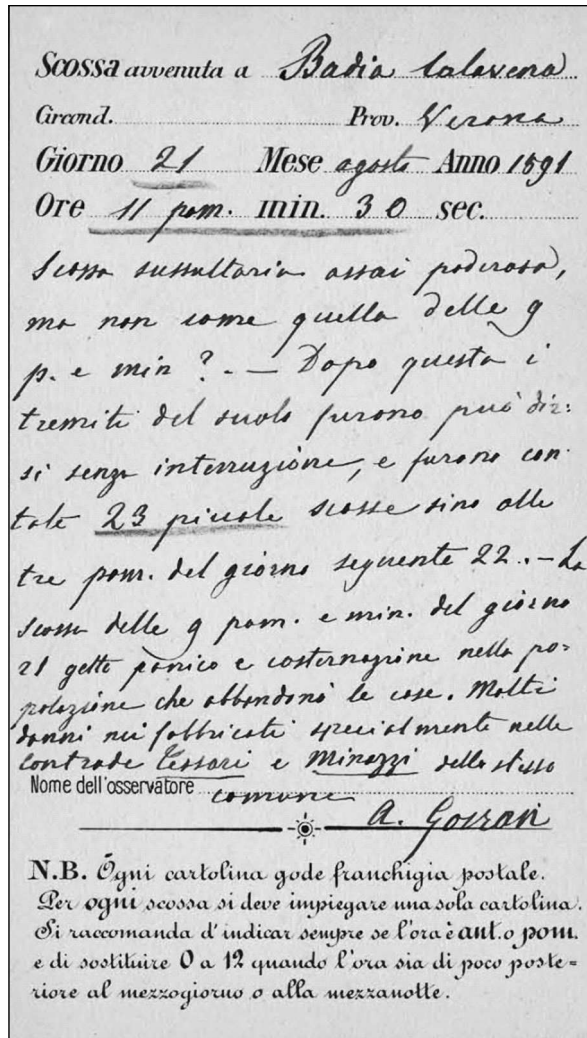 Scossa avvenuta a Badia Calavena
Circond. Prov. Verona
Giorno 21 Mese agosto Anno 1891
Ore 11 pom. min. 30 sec.
Scossa sussultoria assai poderosa,
ma non come quella delle 9
p. e min ? . — Dopo questa i
tremiti del suolo furono può dir=
si senza interruzione, e furono con
tate 23 piccole scosse sino alle
tre pom. del giorno seguente 22. . — La
scossa delle 9 pom. e min. del giorno
21 gettò panico e costernazione nella po=
polazione che abbandonò le case. Molti
danni nei fabbricati specialmente nelle
contrade Tessari e Minazzi dello stesso
Nome dell'osservatore comune
A. Goiran
N.B. Ogni cartolina gode franchigia postale.
Per ogni scossa si deve impiegare una sola cartolina.
Si raccomanda d'indicar sempre se l'ora è ant. o pom.
e di sostituire 0 a 12 quando l'ora sia di poco poste=
riore al mezzogiorno o alla mezzanotte.